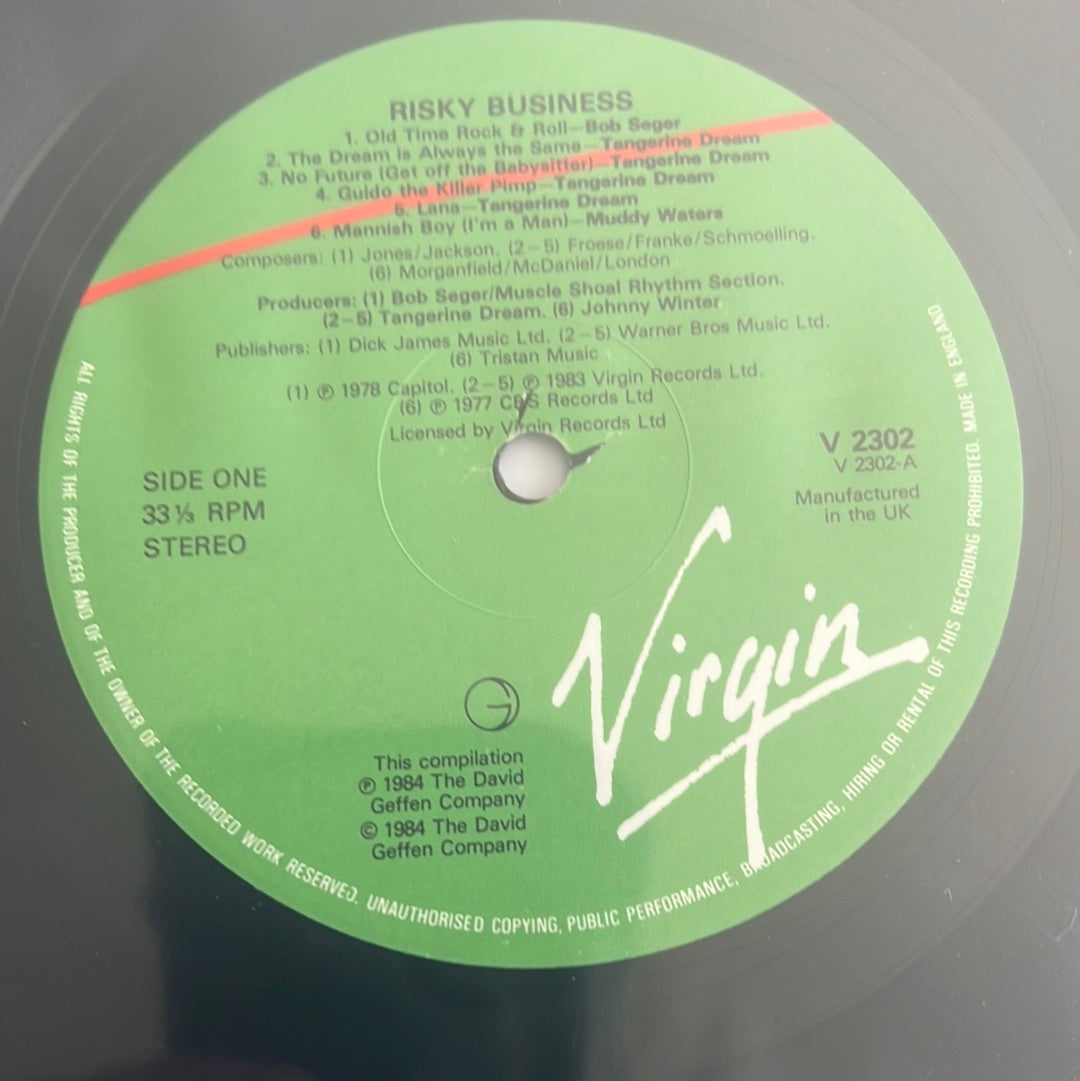 RISKY BUSINESS
1. Old Time Rock & Roll—Bob Seger
2. The Dream Is Always the Same—Tangerine Dream
3. No Future (Get off the Babysitter)—Tangerine Dream
4. Guido the Killer Pimp—Tangerine Dream
5. Lana—Tangerine Dream
6. Mannish Boy (I'm a Man)—Muddy Waters
Composers: (1) Jones/Jackson. (2–5) Froese/Franke/Schmoelling.
(6) Morganfield/McDaniel/London
Producers: (1) Bob Seger/Muscle Shoal Rhythm Section.
(2–5) Tangerine Dream. (6) Johnny Winter
Publishers: (1) Dick James Music Ltd. (2–5) Warner Bros Music Ltd.
(6) Tristan Music
(1) ℗ 1978 Capitol. (2–5) ℗ 1983 Virgin Records Ltd.
(6) ℗ 1977 CBS Records Ltd
Licensed by Virgin Records Ltd
SIDE ONE
33⅓ RPM
STEREO
V 2302
V 2302-A
Manufactured
in the UK
Virgin
G
This compilation
℗ 1984 The David
Geffen Company
© 1984 The David
Geffen Company
ALL RIGHTS OF THE PRODUCER AND OF THE OWNER OF THE RECORDED WORK RESERVED. UNAUTHORISED COPYING, PUBLIC PERFORMANCE, BROADCASTING, HIRING OR RENTAL OF THIS RECORDING PROHIBITED. MADE IN ENGLAND